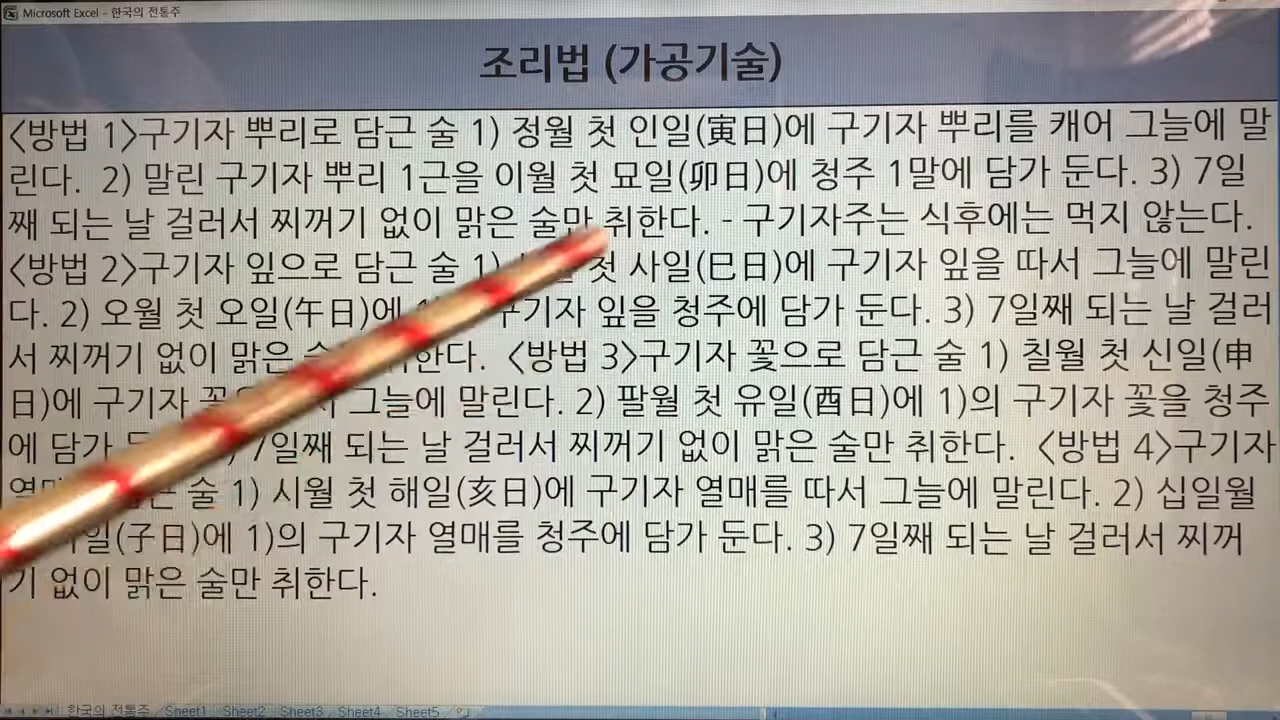 Microsoft Excel - 한국의 전통주
조리법 (가공기술)
<방법 1>구기자 뿌리로 담근 술 1) 정월 첫 인일(寅日)에 구기자 뿌리를 캐어 그늘에 말
린다. 2) 말린 구기자 뿌리 1근을 이월 첫 묘일(卯日)에 청주 1말에 담가 둔다. 3) 7일
째 되는 날 걸러서 찌꺼기 없이 맑은 술만 취한다. - 구기자주는 식후에는 먹지 않는다.
<방법 2>구기자 잎으로 담근 술 1) 첫 사일(巳日)에 구기자 잎을 따서 그늘에 말린
다. 2) 오월 첫 오일(午日)에 구기자 잎을 청주에 담가 둔다. 3) 7일째 되는 날 걸러
서 찌꺼기 없이 맑은 <방법 3>구기자 꽃으로 담근 술 1) 칠월 첫 신일(申
日)에 구기자 그늘에 말린다. 2) 팔월 첫 유일(酉日)에 1)의 구기자 꽃을 청주
에 담가 7일째 되는 날 걸러서 찌꺼기 없이 맑은 술만 취한다. <방법 4>구기자
술 1) 시월 첫 해일(亥日)에 구기자 열매를 따서 그늘에 말린다. 2) 십일월
(子日)에 1)의 구기자 열매를 청주에 담가 둔다. 3) 7일째 되는 날 걸러서 찌꺼
기 없이 맑은 술만 취한다.
한국의 전통주 Sheet1 Sheet2 Sheet3 Sheet4 Sheet5